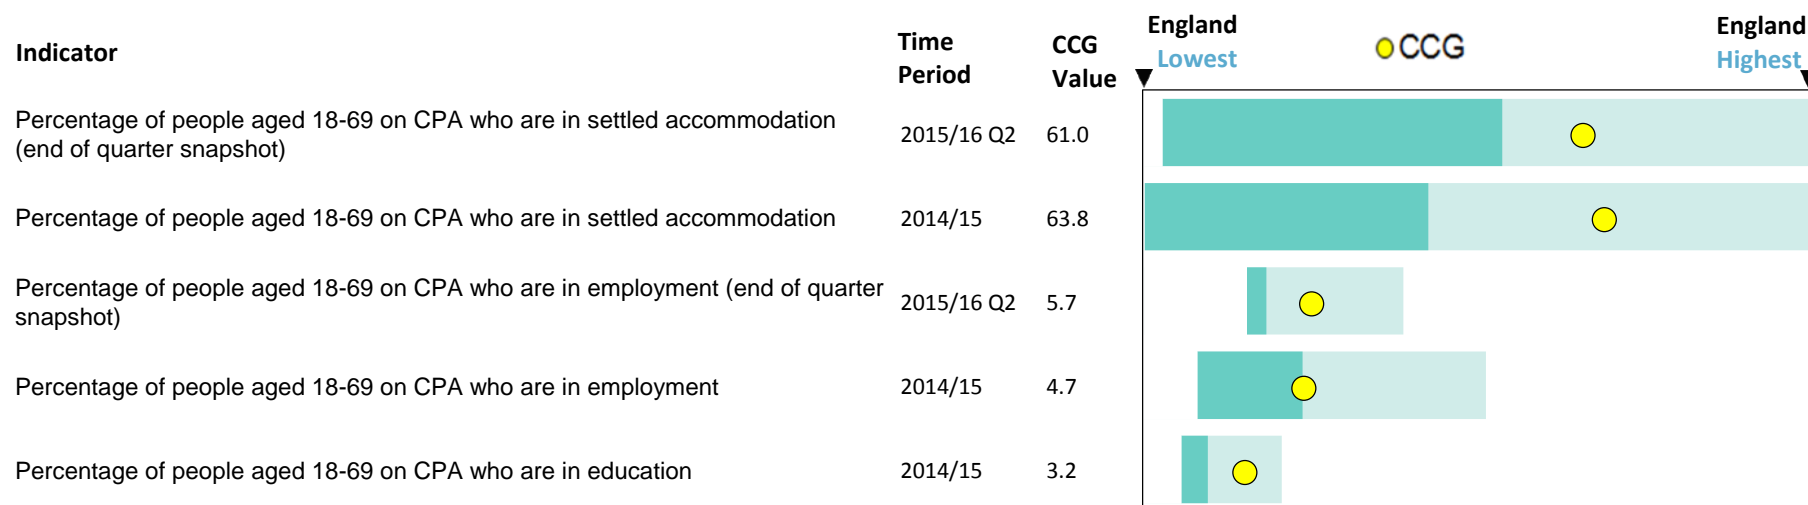 Indicator
Time
Period
CCG
Value
England
Lowest
CCG
England
Highest
Percentage of people aged 18-69 on CPA who are in settled accommodation
(end of quarter snapshot)
2015/16 Q2
61.0
Percentage of people aged 18-69 on CPA who are in settled accommodation
2014/15
63.8
Percentage of people aged 18-69 on CPA who are in employment (end of quarter
snapshot)
2015/16 Q2
5.7
Percentage of people aged 18-69 on CPA who are in employment
2014/15
4.7
Percentage of people aged 18-69 on CPA who are in education
2014/15
3.2